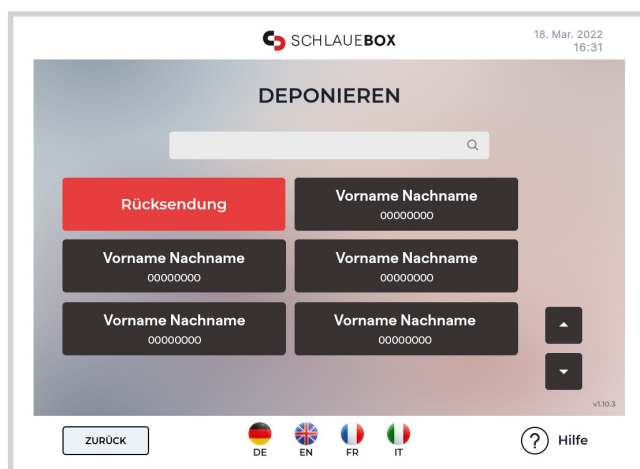 SCHLAUEBOX
18. Mar. 2022
16:31
DEPONIEREN
Rücksendung
Vorname Nachname
00000000
Vorname Nachname
00000000
Vorname Nachname
00000000
Vorname Nachname
00000000
Vorname Nachname
00000000
v1.10.3
ZURÜCK
DE
EN
FR
IT
? Hilfe